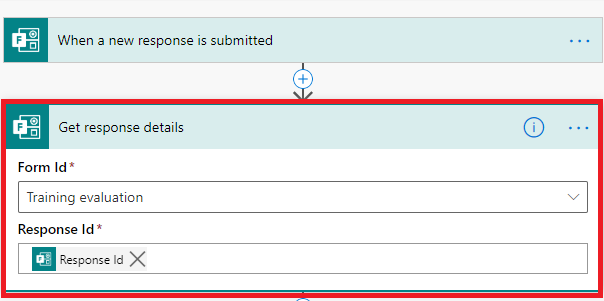 When a new response is submitted
Get response details
Form Id*
Training evaluation
Response Id*
Response Id